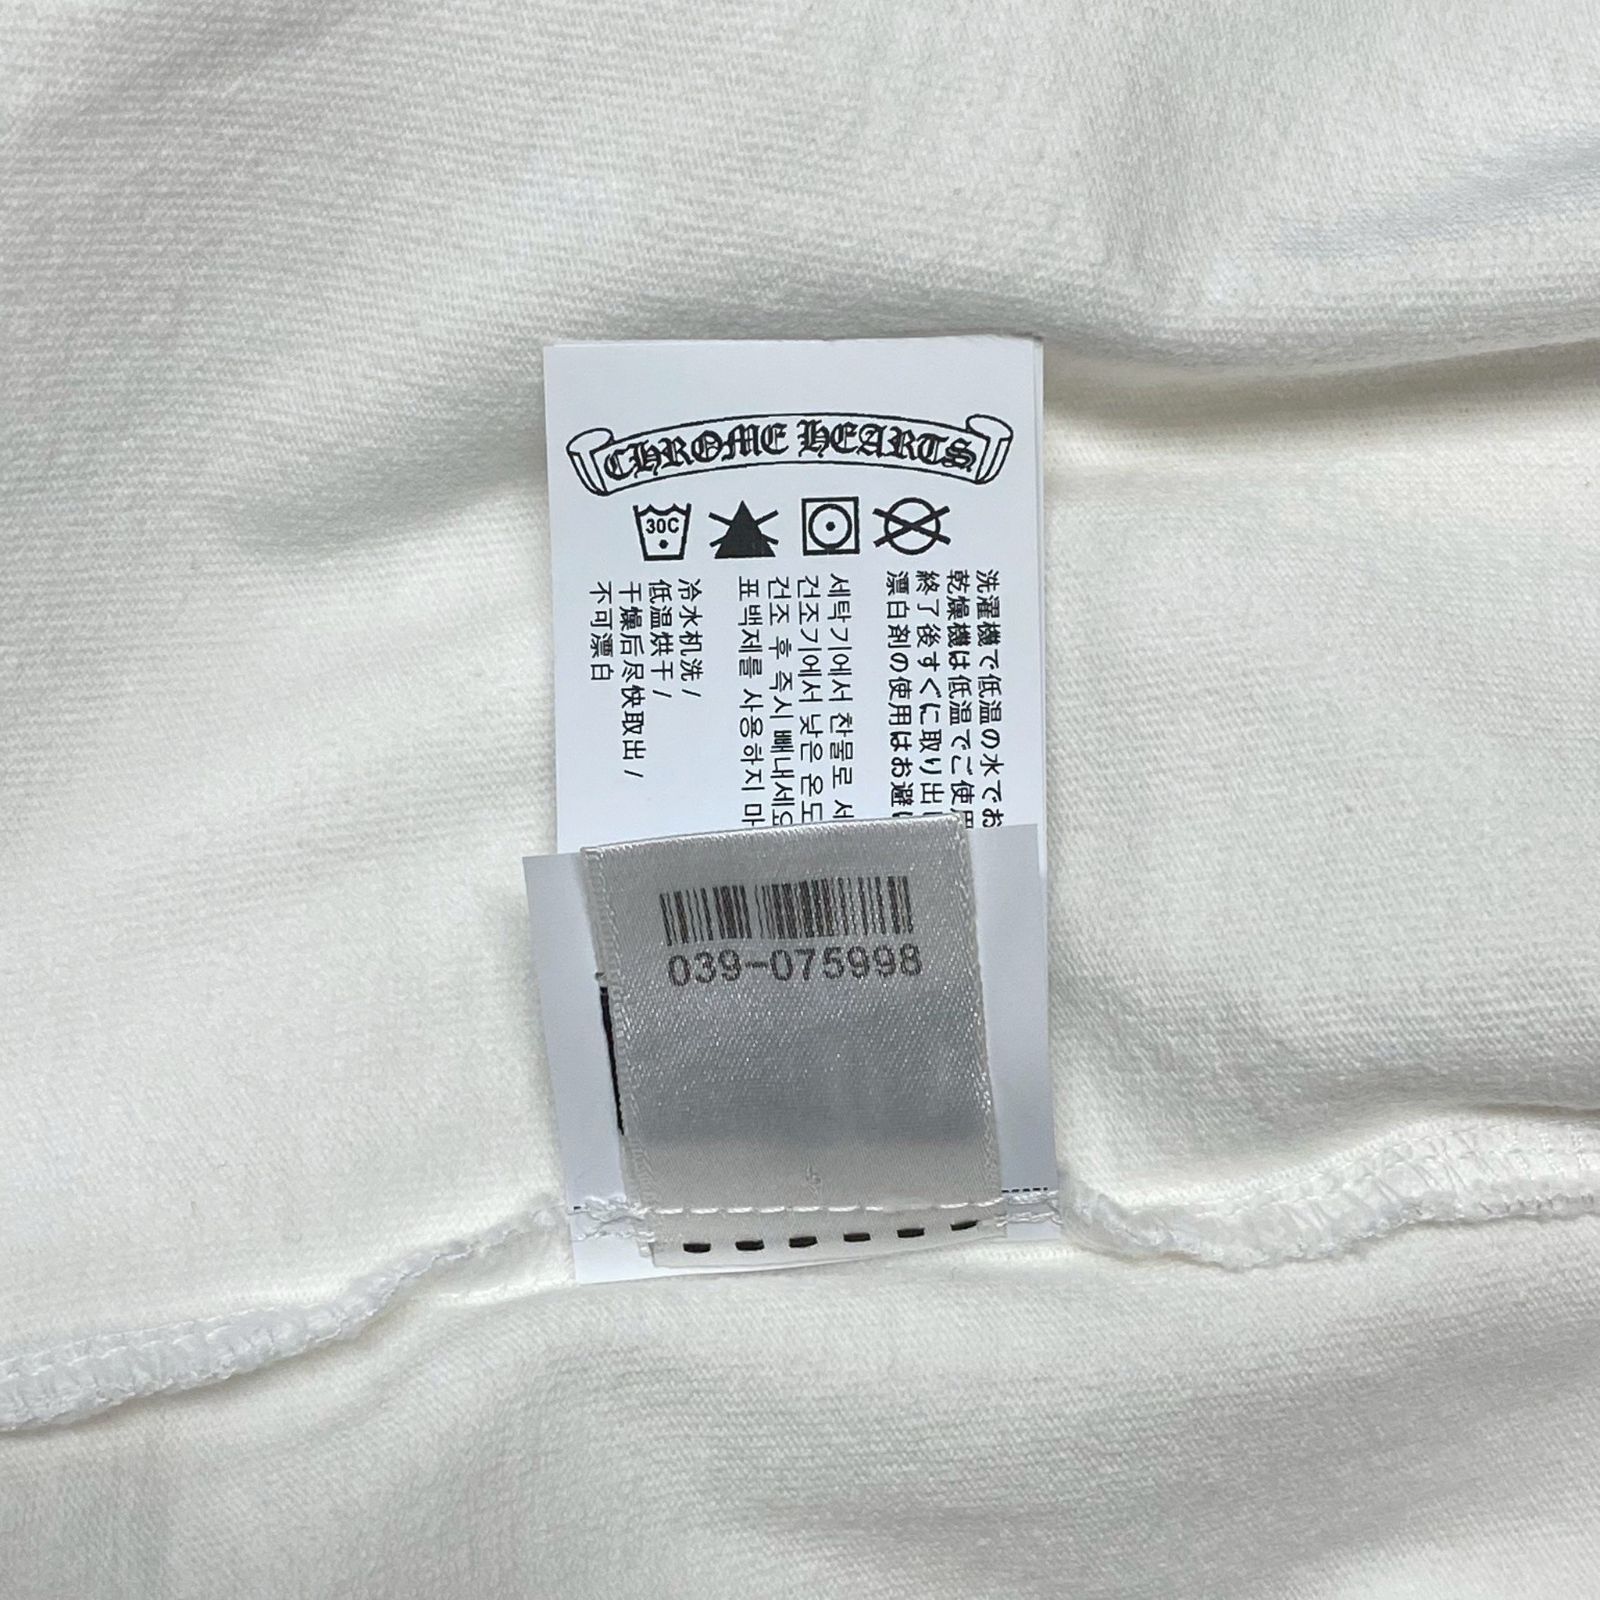 CHROME HEARTS
30C
洗濯機で低温の水でお
乾燥機は低温でご使用
終了後すぐに取り出し
漂白剤の使用はお避
세탁기에서 찬물로 세
건조기에서 낮은 온도
건조 후 즉시 빼내세요
표백제를 사용하지 마
冷水机洗/
低温烘干/
干燥后尽快取出/
不可漂白
039-075998